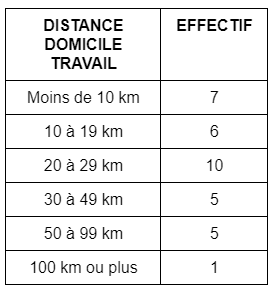 DISTANCE EFFECTIF
DOMICILE
TRAVAIL
Moins de 10 km 7
10 à 19 km 6
20 à 29 km 10
30 à 49 km 5
50 à 99 km 5
100 km ou plus 1